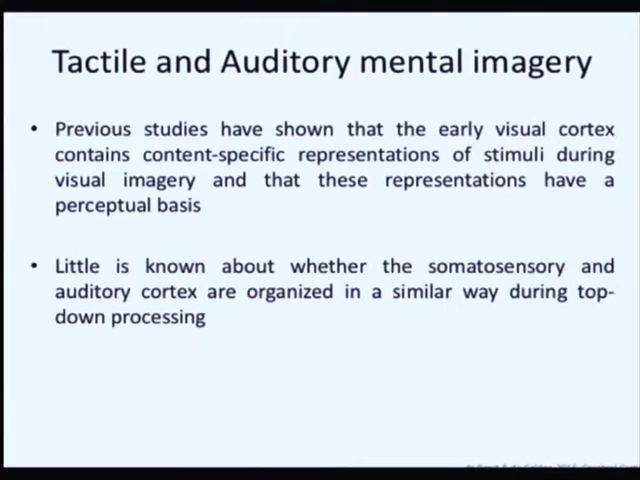 Tactile and Auditory mental imagery
• Previous studies have shown that the early visual cortex
contains content-specific representations of stimuli during
visual imagery and that these representations have a
perceptual basis
• Little is known about whether the somatosensory and
auditory cortex are organized in a similar way during top-
down processing